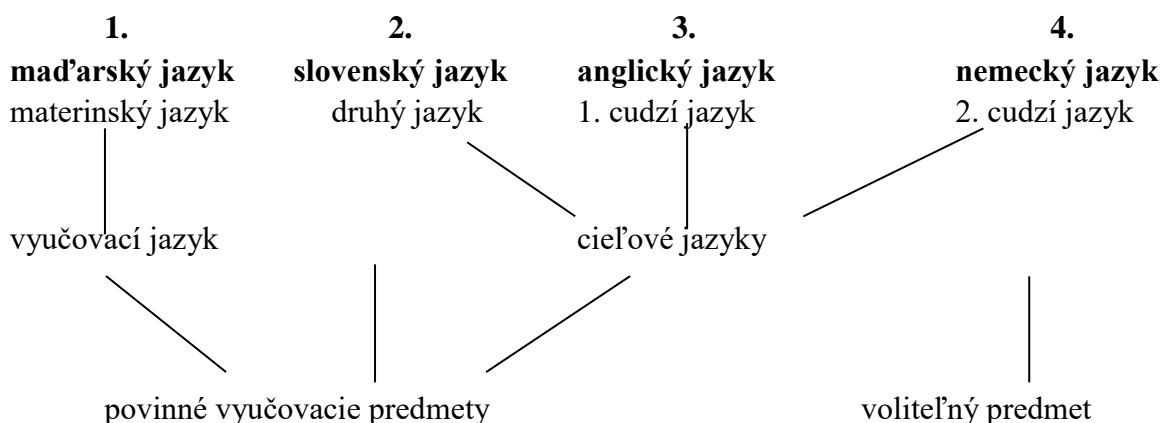 1. 2. 3. 4.
maďarský jazyk slovenský jazyk anglický jazyk nemecký jazyk
materinský jazyk druhý jazyk 1. cudzí jazyk 2. cudzí jazyk
vyučovací jazyk cieľové jazyky
povinné vyučovacie predmety voliteľný predmet